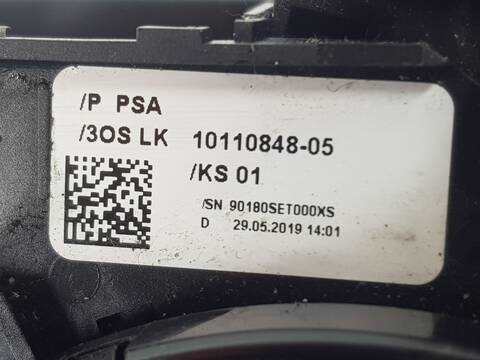 /P PSA
/3OS LK 10110848-05
/KS 01
/SN 90180SET000XS
D 29.05.2019 14:01